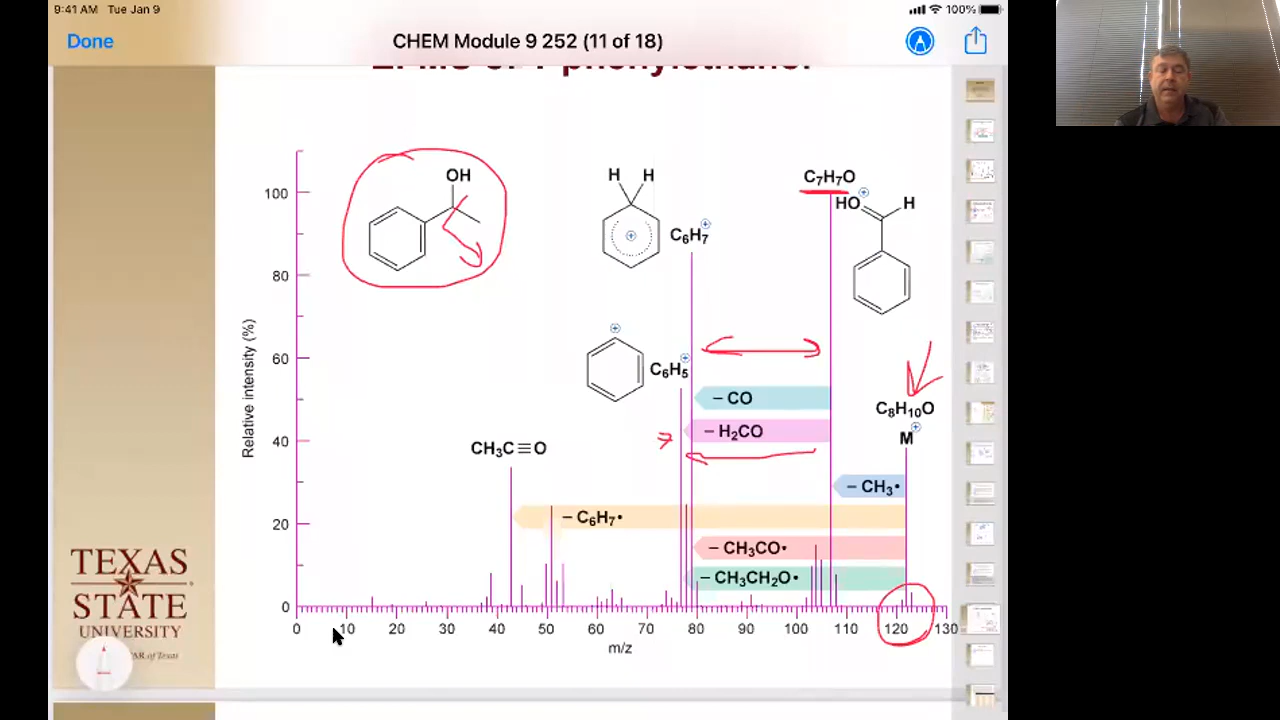 9:41 AM Tue Jan 9
100%
Done
CHEM Module 9 252 (11 of 18)
OH
H H
C6H7
C7H7O
HO H
C6H5
– CO
– H2CO
C8H10O
M
CH3C≡O
– CH3•
– C6H7•
– CH3CO•
– CH3CH2O•
Relative intensity (%)
100
80
60
40
20
0
0 10 20 30 40 50 60 70 80 90 100 110 120 130
m/z
TEXAS
STATE
UNIVERSITY
of Texas